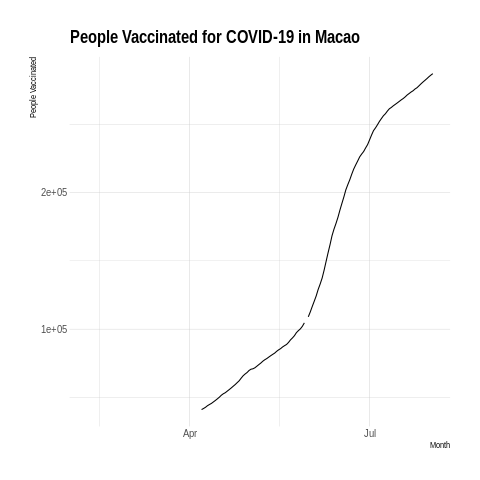 People Vaccinated for COVID-19 in Macao
People Vaccinated
2e+05
1e+05
Apr
Jul
Month